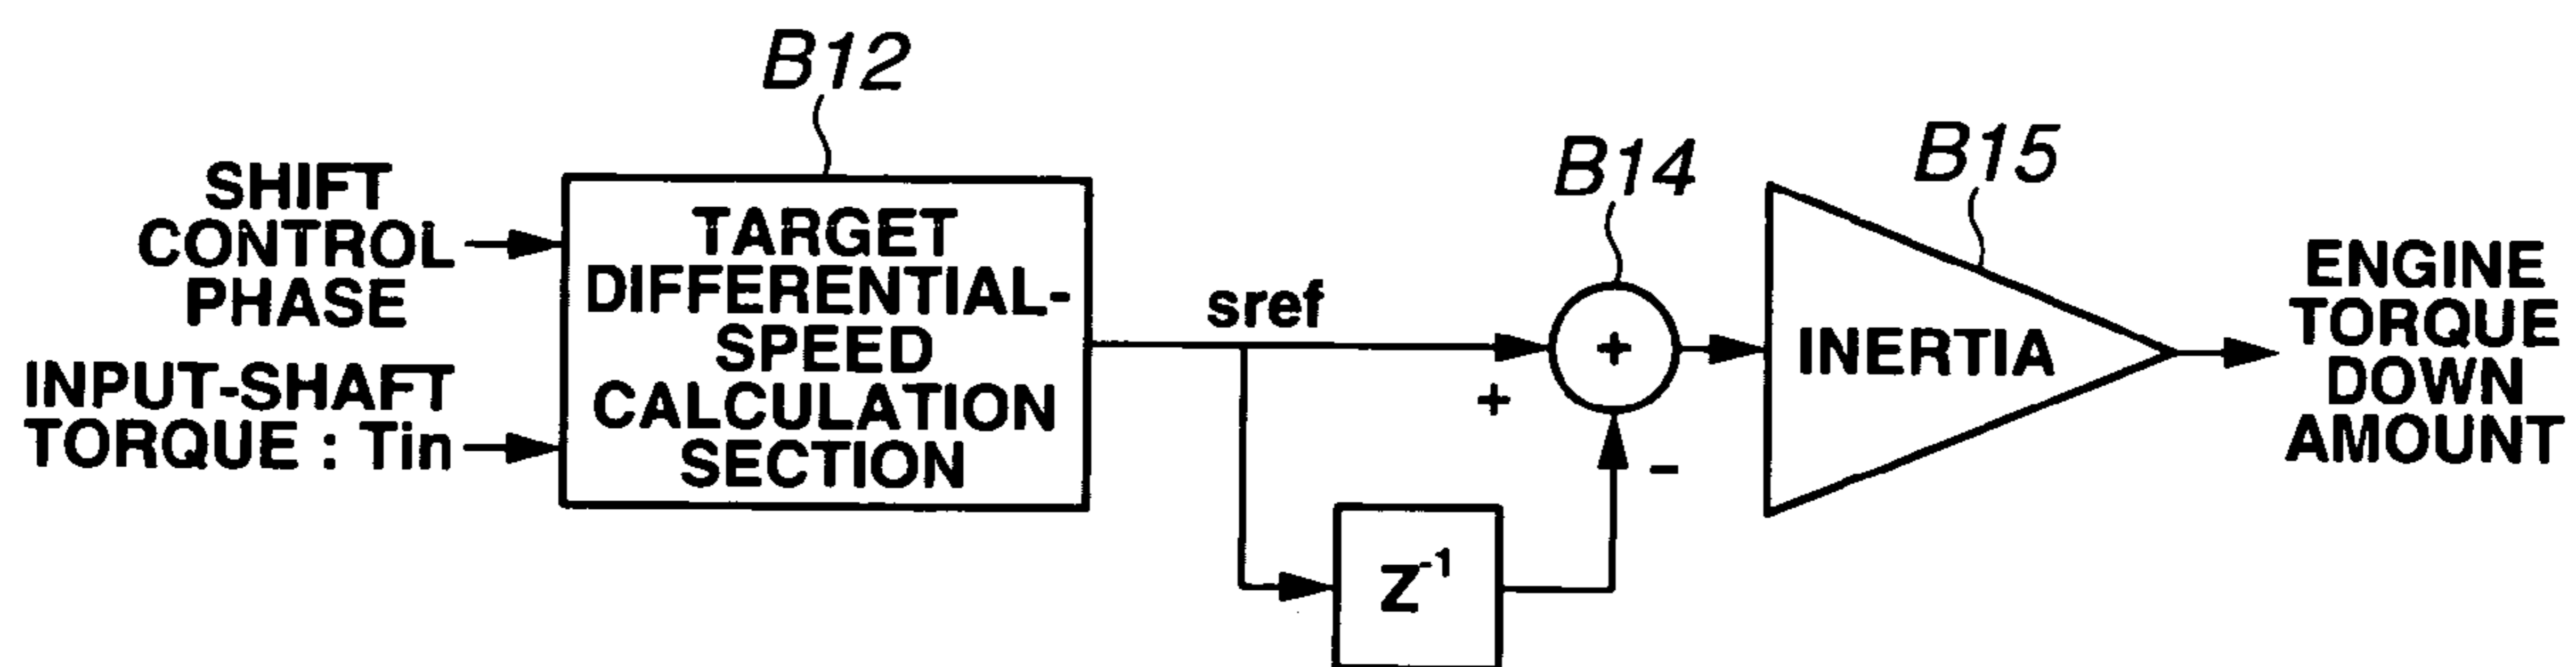 B12
SHIFT
CONTROL
PHASE
INPUT-SHAFT
TORQUE : Tin
TARGET
DIFFERENTIAL-
SPEED
CALCULATION
SECTION
sref
B14
+
+
-
Z-1
B15
INERTIA
ENGINE
TORQUE
DOWN
AMOUNT